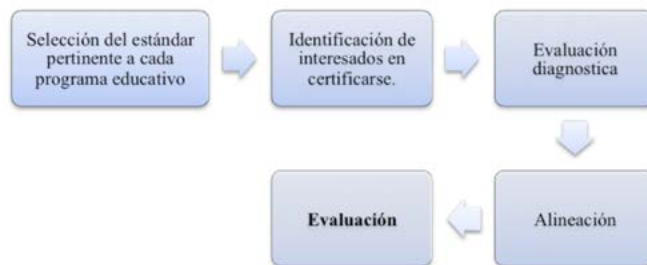 Selección del estándar
pertinente a cada
programa educativo
Identificación de
interesados en
certificarse.
Evaluación
diagnostica
Alineación
Evaluación